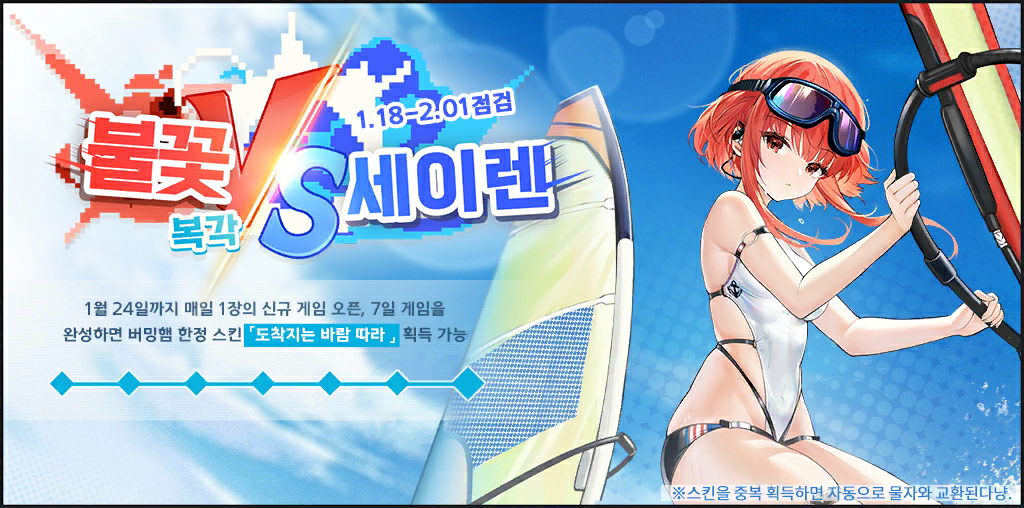 1.18-2.01점검
불꽃 VS 세이렌
복각
1월 24일까지 매일 1장의 신규 게임 오픈, 7일 게임을
완성하면 버밍햄 한정 스킨 「도착지는 바람 따라」 획득 가능
※스킨을 중복 획득하면 자동으로 물자와 교환된다냥.